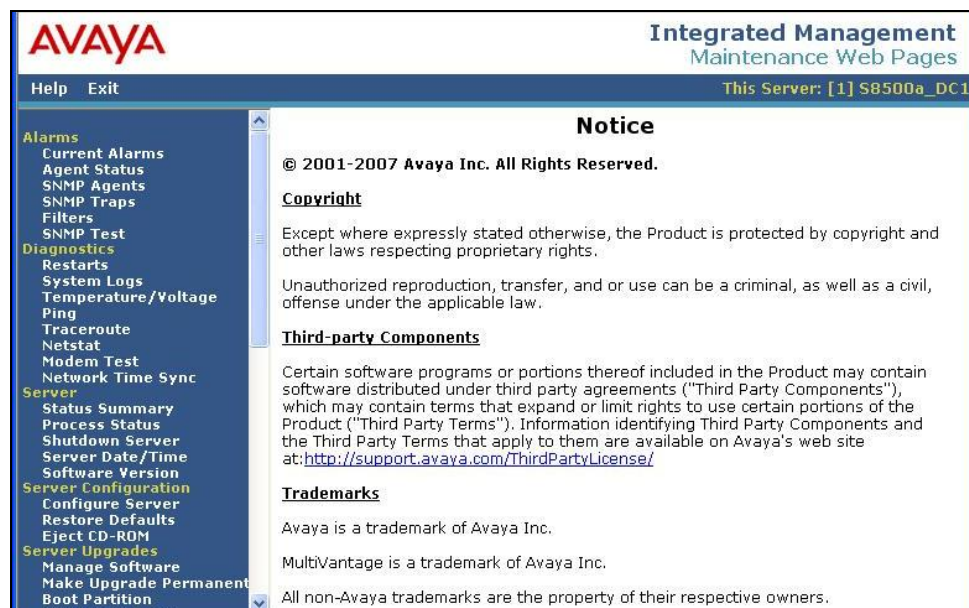 AVAYA
Integrated Management
Maintenance Web Pages
Help Exit
This Server: [1] S8500a_DC1
Alarms
Current Alarms
Agent Status
SNMP Agents
SNMP Traps
Filters
SNMP Test
Diagnostics
Restarts
System Logs
Temperature/Voltage
Ping
Traceroute
Netstat
Modem Test
Network Time Sync
Server
Status Summary
Process Status
Shutdown Server
Server Date/Time
Software Version
Server Configuration
Configure Server
Restore Defaults
Eject CD-ROM
Server Upgrades
Manage Software
Make Upgrade Permanent
Boot Partition
Notice
© 2001-2007 Avaya Inc. All Rights Reserved.
Copyright
Except where expressly stated otherwise, the Product is protected by copyright and
other laws respecting proprietary rights.
Unauthorized reproduction, transfer, and or use can be a criminal, as well as a civil,
offense under the applicable law.
Third-party Components
Certain software programs or portions thereof included in the Product may contain
software distributed under third party agreements ("Third Party Components"),
which may contain terms that expand or limit rights to use certain portions of the
Product ("Third Party Terms"). Information identifying Third Party Components and
the Third Party Terms that apply to them are available on Avaya's web site
at:http://support.avaya.com/ThirdPartyLicense/
Trademarks
Avaya is a trademark of Avaya Inc.
MultiVantage is a trademark of Avaya Inc.
All non-Avaya trademarks are the property of their respective owners.